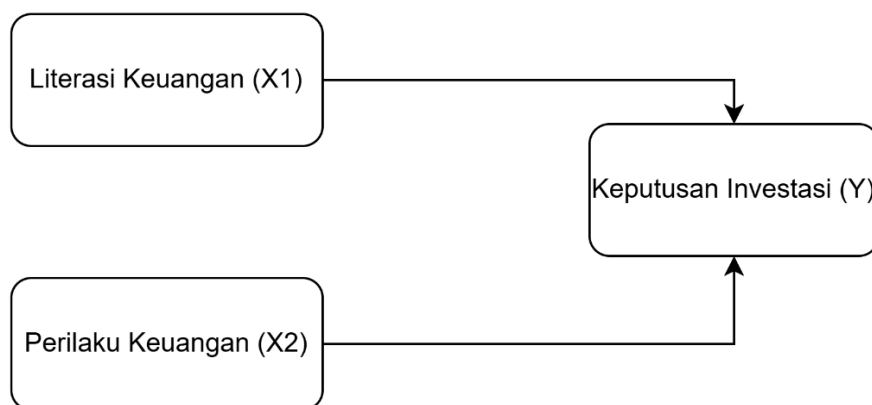 Literasi Keuangan (X1)
Keputusan Investasi (Y)
Perilaku Keuangan (X2)